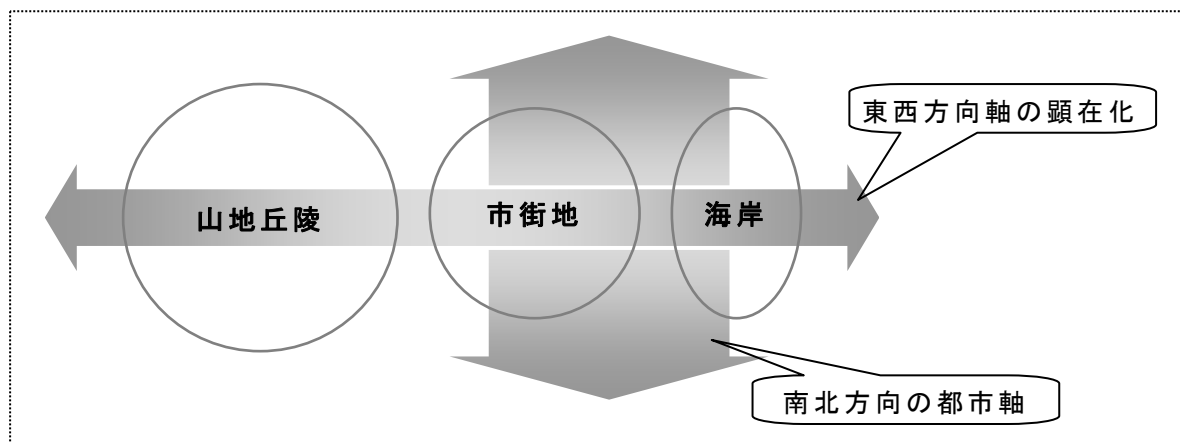 東西方向軸の顕在化
山地丘陵
市街地
海岸
南北方向の都市軸